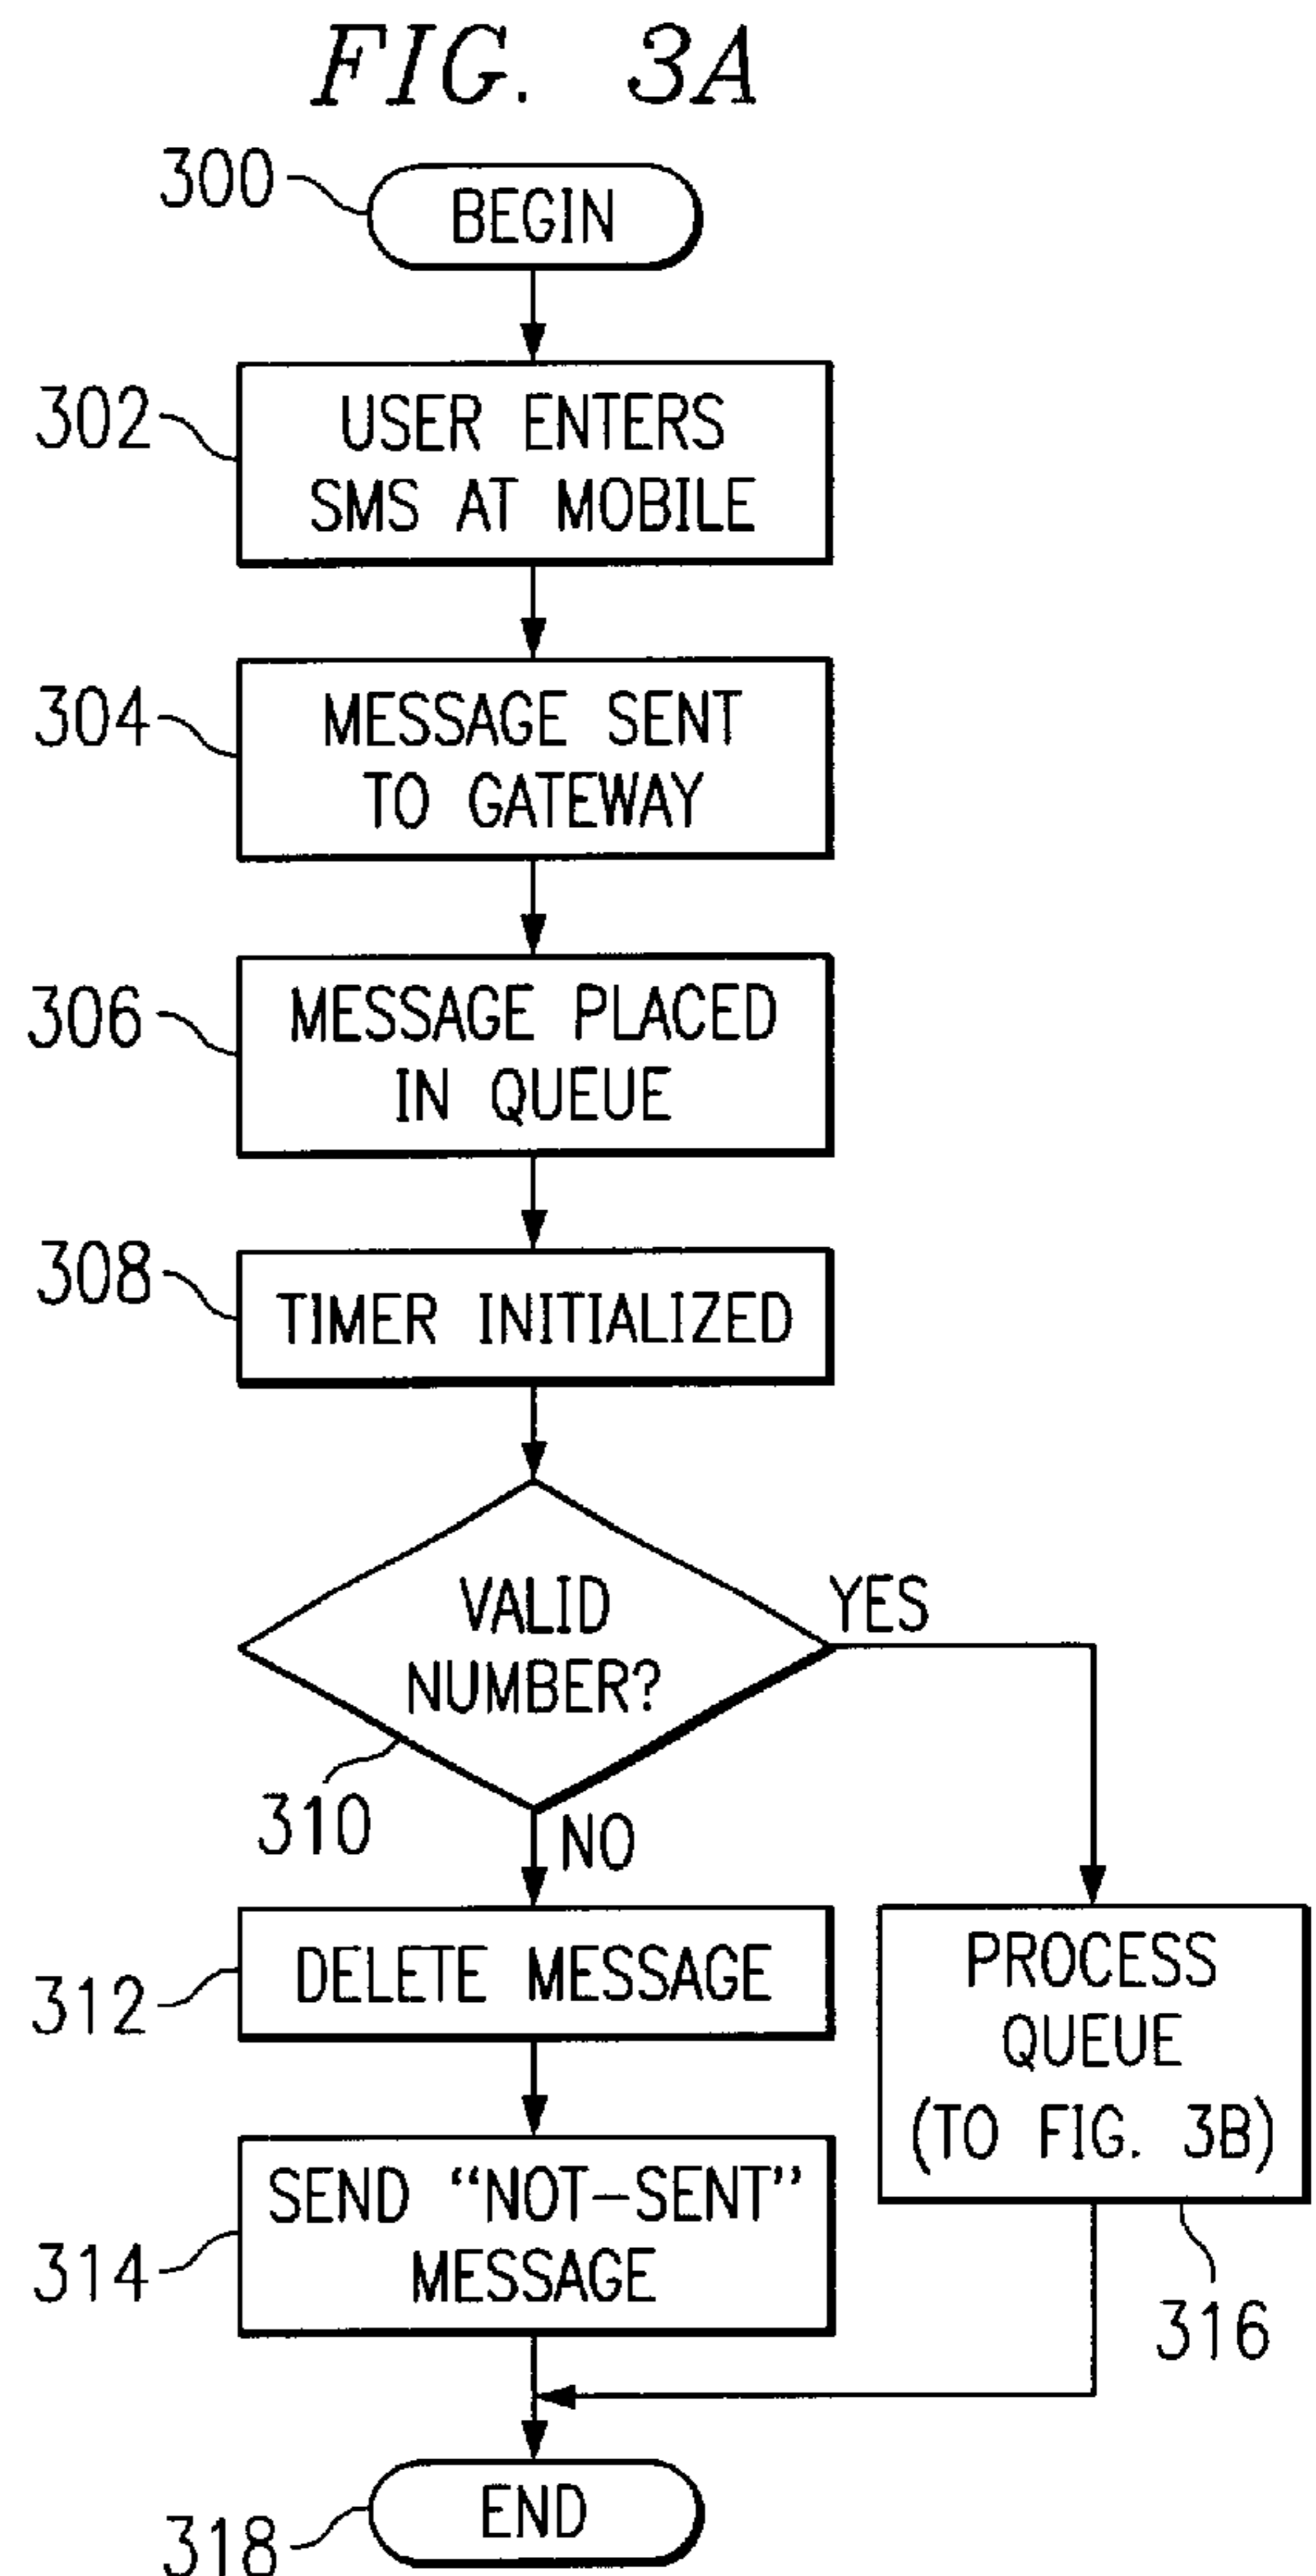 FIG. 3A
300
BEGIN
302
USER ENTERS
SMS AT MOBILE
304
MESSAGE SENT
TO GATEWAY
306
MESSAGE PLACED
IN QUEUE
308
TIMER INITIALIZED
VALID
NUMBER?
YES
310
NO
312
DELETE MESSAGE
314
SEND “NOT-SENT”
MESSAGE
PROCESS
QUEUE
(TO FIG. 3B)
316
318
END